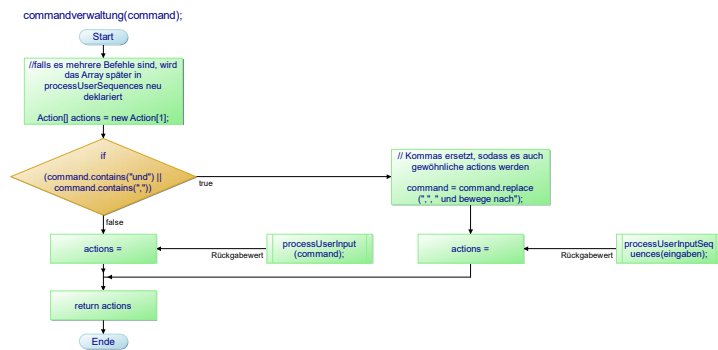 commandverwaltung(command);
Start
//falls es mehrere Befehle sind, wird
das Array später in
processUserSequences neu
deklariert
Action[] actions = new Action[1];
if
(command.contains("und") ||
command.contains(","))
true
// Kommas ersetzt, sodass es auch
gewöhnliche actions werden
command = command.replace
(",", " und bewege nach");
false
actions =
Rückgabewert
processUserInput
(command);
actions =
Rückgabewert
processUserInputSeq
uences(eingaben);
return actions
Ende